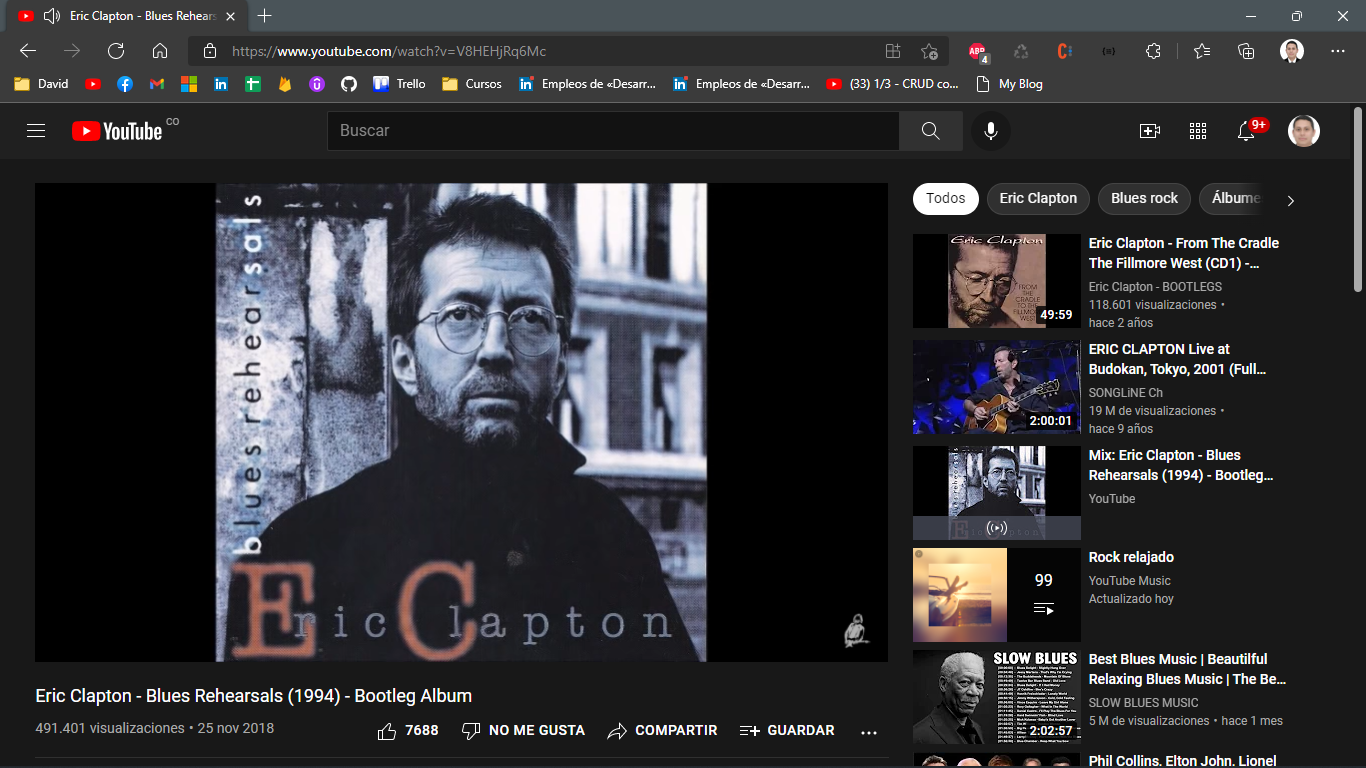 Eric Clapton - Blues Rehears
https://www.youtube.com/watch?v=V8HEHjRq6Mc
ABP
4
David
Trello
Cursos
Empleos de «Desarr...
Empleos de «Desarr...
(33) 1/3 - CRUD co...
My Blog
YouTube
CO
Buscar
9+
blues rehearsals
Eric Clapton
Eric Clapton - Blues Rehearsals (1994) - Bootleg Album
491.401 visualizaciones • 25 nov 2018
7688
NO ME GUSTA
COMPARTIR
GUARDAR
Todos
Eric Clapton
Blues rock
Álbume
Eric Clapton
FROM
THE
CRADLE
TO THE
FILLMORE
WEST
49:59
Eric Clapton - From The Cradle
The Fillmore West (CD1) -...
Eric Clapton - BOOTLEGS
118.601 visualizaciones •
hace 2 años
2:00:01
ERIC CLAPTON Live at
Budokan, Tokyo, 2001 (Full...
SONGLiNE Ch
19 M de visualizaciones •
hace 9 años
blues rehearsals
Eric Clapton
Mix: Eric Clapton - Blues
Rehearsals (1994) - Bootleg...
YouTube
99
Rock relajado
YouTube Music
Actualizado hoy
SLOW BLUES
2:02:57
Best Blues Music | Beautilful
Relaxing Blues Music | The Be...
SLOW BLUES MUSIC
5 M de visualizaciones • hace 1 mes
Phil Collins, Elton John, Lionel